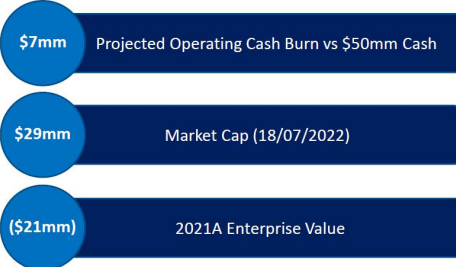 $7mm Projected Operating Cash Burn vs $50mm Cash
$29mm Market Cap (18/07/2022)
($21mm) 2021A Enterprise Value